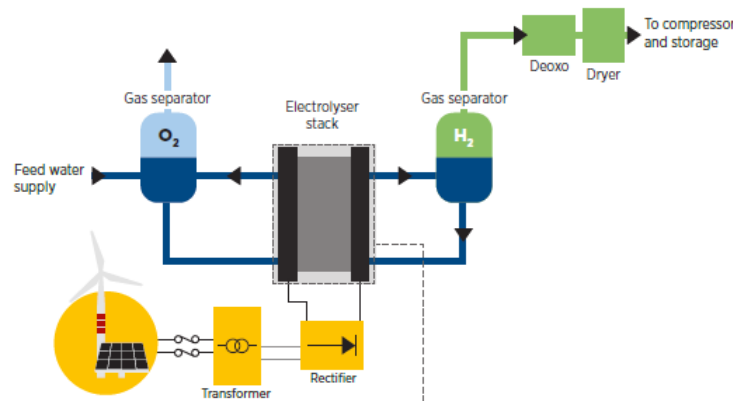 To compressor
and storage
Deoxo
Dryer
Gas separator
Electrolyser
stack
Gas separator
O2
H2
Feed water
supply
Transformer
Rectifier